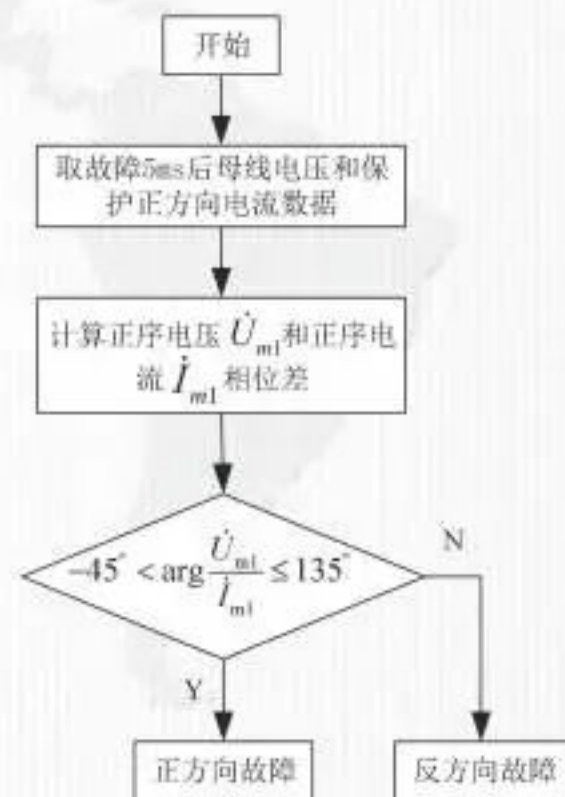 开始
取故障5ms后母线电压和保
护正方向电流数据
计算正序电压 U̇m1和正序电
流 İm1 相位差
−45° < arg U̇m1/İm1 ≤ 135°
N
Y
正方向故障
反方向故障